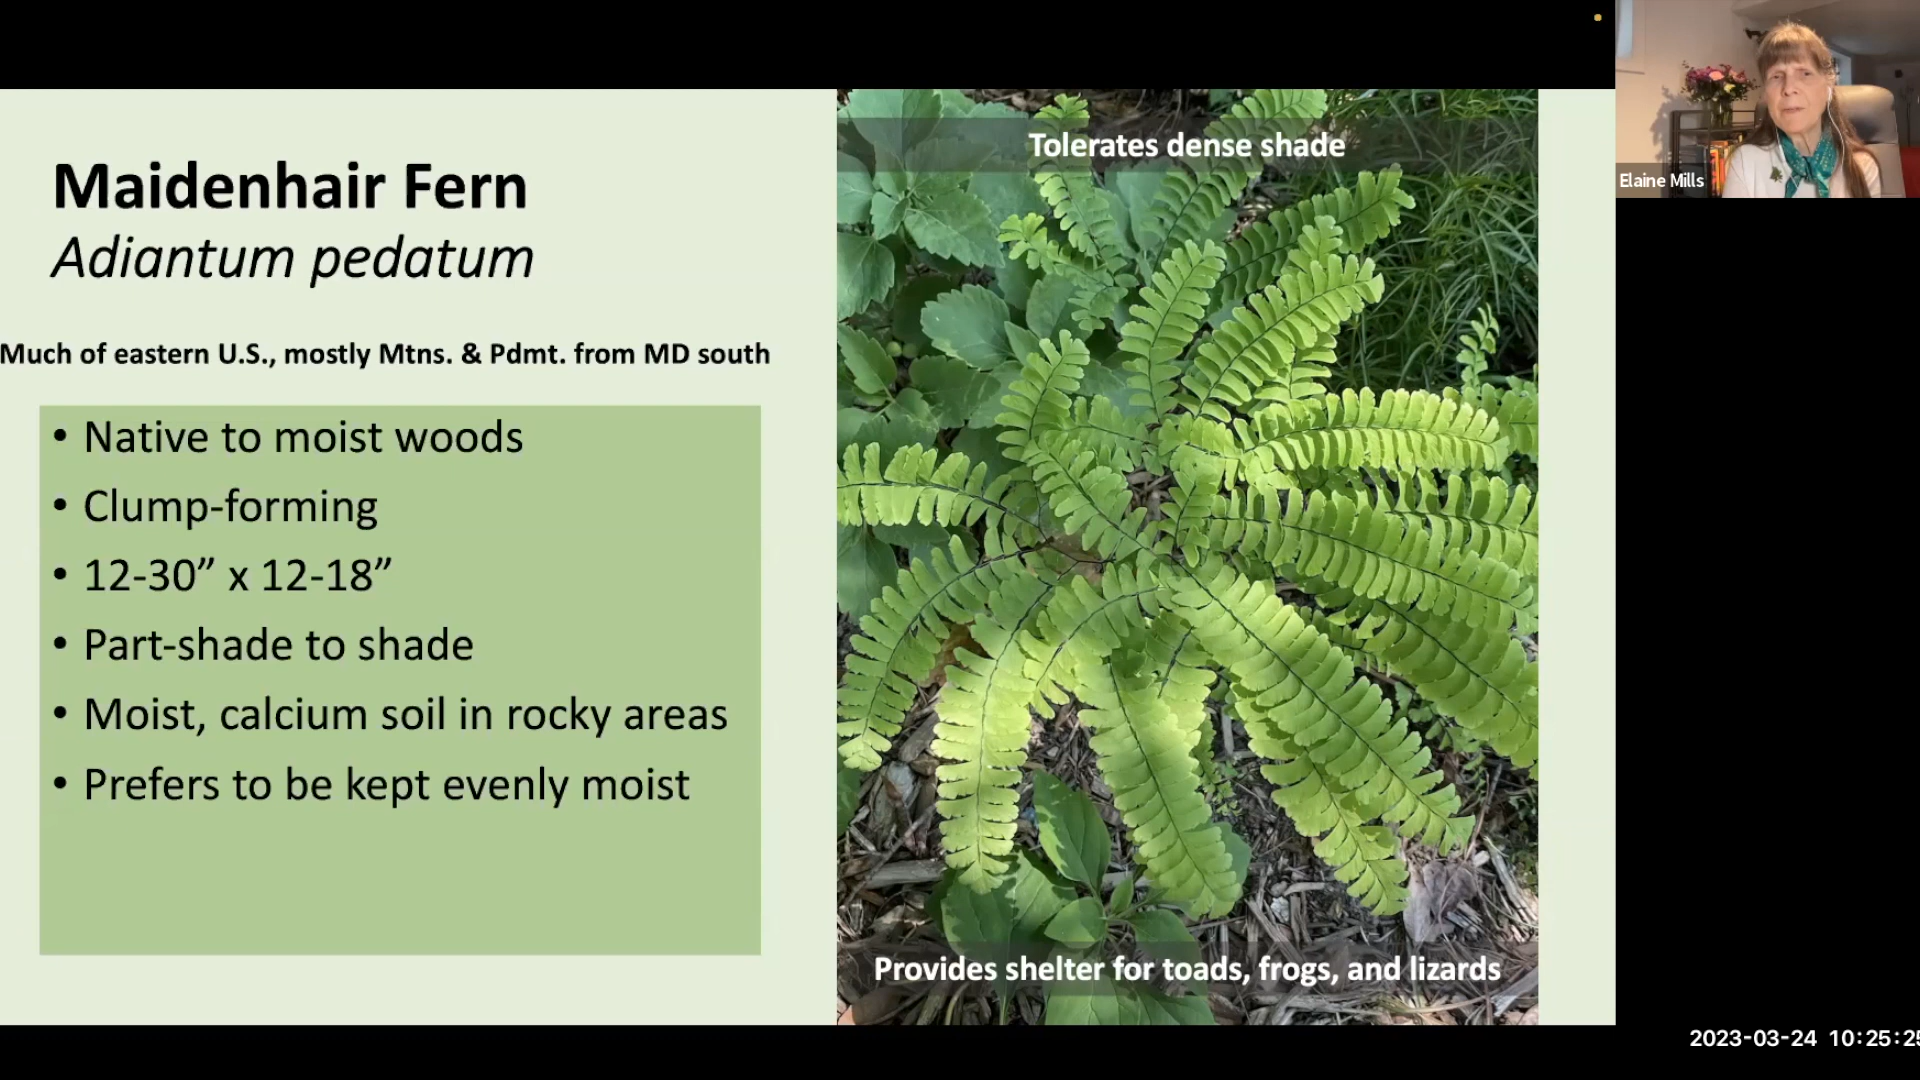 Maidenhair Fern
Adiantum pedatum
Much of eastern U.S., mostly Mtns. & Pdmt. from MD south
• Native to moist woods
• Clump-forming
• 12-30” x 12-18”
• Part-shade to shade
• Moist, calcium soil in rocky areas
• Prefers to be kept evenly moist
Tolerates dense shade
Provides shelter for toads, frogs, and lizards
Elaine Mills
2023-03-24 10:25:25